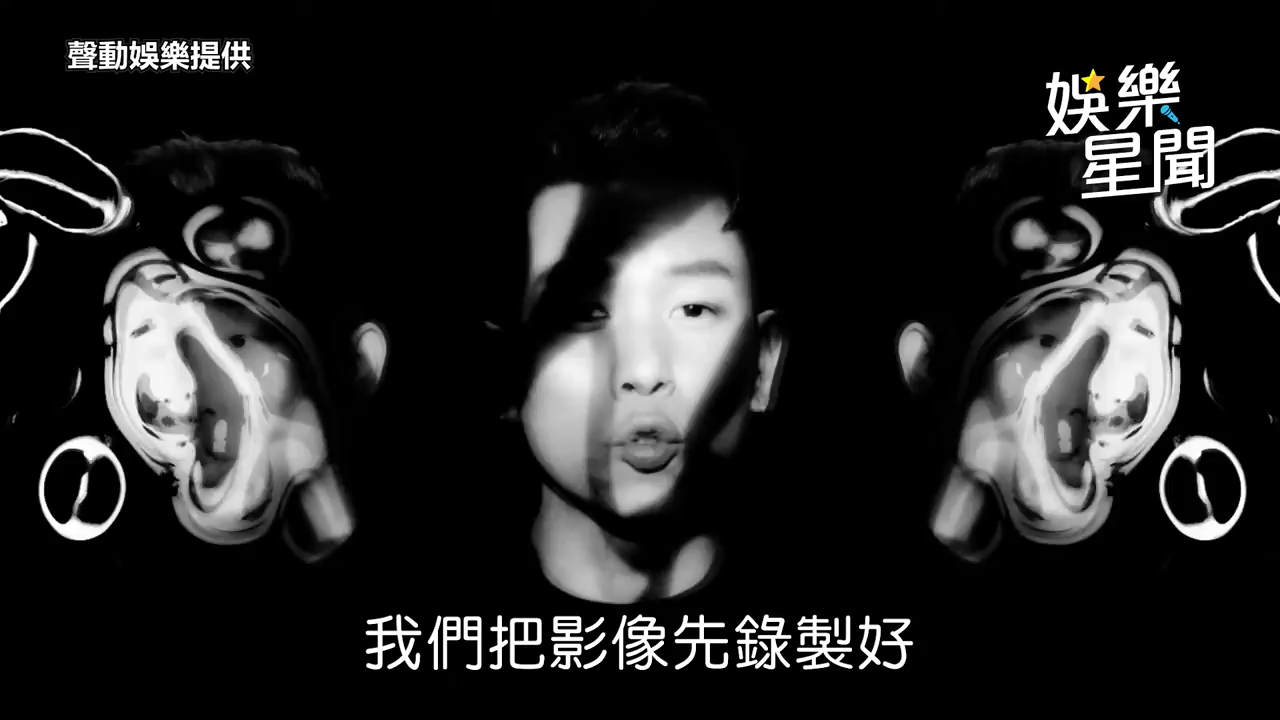 聲動娛樂提供
娛樂
星聞
我們把影像先錄製好